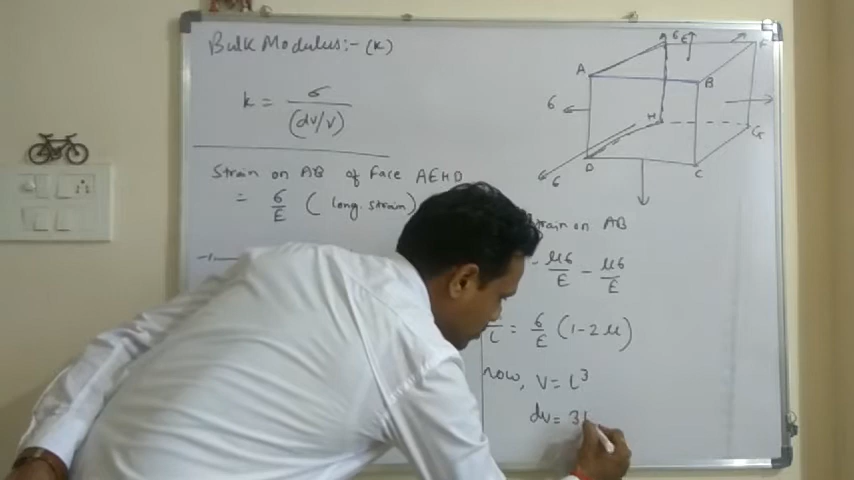 Bulk Modulus:- (K)
K = σ / (dv/v)
Strain on AB of Face AEHD
= σ/E (long. strain)
strain on AB
- μσ/E - μσ/E
/L = σ/E (1-2μ)
now, V = L³
dv = 3L
A
B
C
D
E
F
G
H
σ
σ
σ